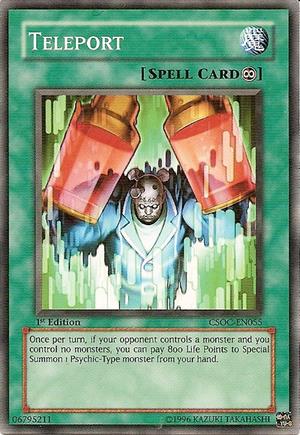 TELEPORT
魔
[SPELL CARD∞]
1st Edition
CSOC-EN055
Once per turn, if your opponent controls a monster and you
control no monsters, you can pay 800 Life Points to Special
Summon 1 Psychic-Type monster from your hand.
06795211
©1996 KAZUKI TAKAHASHI